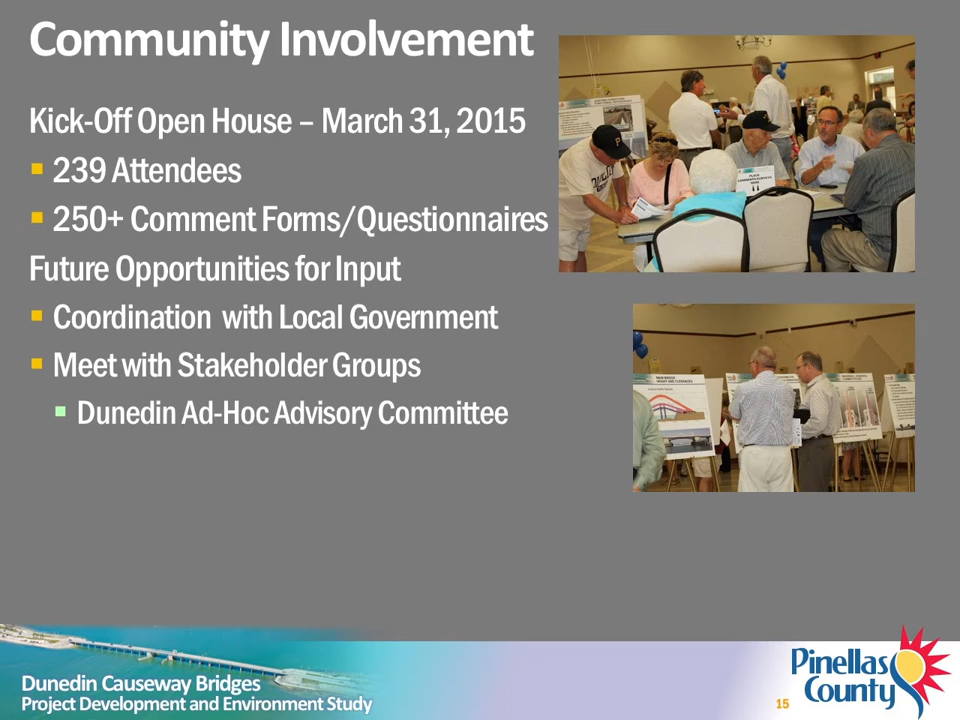 Community Involvement
Kick-Off Open House – March 31, 2015
239 Attendees
250+ Comment Forms/Questionnaires
Future Opportunities for Input
Coordination with Local Government
Meet with Stakeholder Groups
Dunedin Ad-Hoc Advisory Committee
Dunedin Causeway Bridges
Project Development and Environment Study
15
Pinellas
County